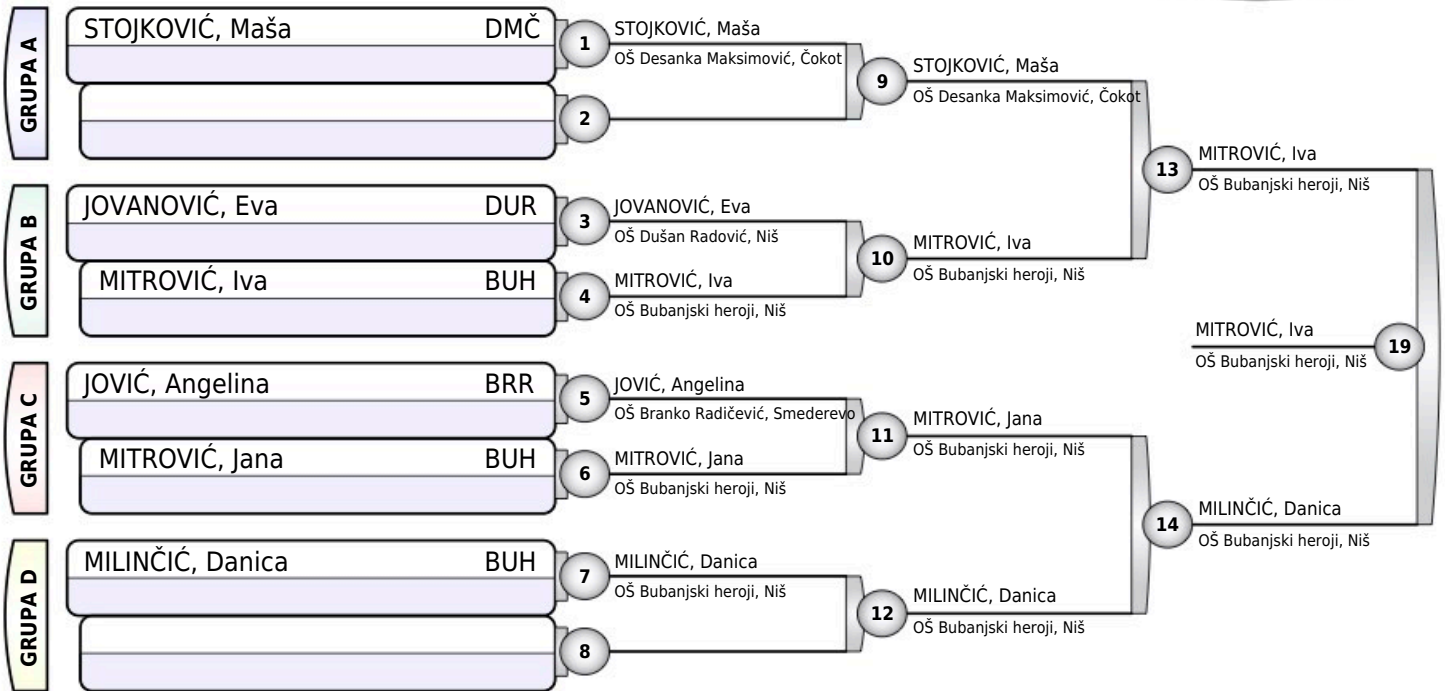 GRUPA A
STOJKOVIĆ, Maša DMČ
1
STOJKOVIĆ, Maša
OŠ Desanka Maksimović, Čokot
2
9
STOJKOVIĆ, Maša
OŠ Desanka Maksimović, Čokot
13
MITROVIĆ, Iva
OŠ Bubanjski heroji, Niš
GRUPA B
JOVANOVIĆ, Eva DUR
3
JOVANOVIĆ, Eva
OŠ Dušan Radović, Niš
MITROVIĆ, Iva BUH
4
MITROVIĆ, Iva
OŠ Bubanjski heroji, Niš
10
MITROVIĆ, Iva
OŠ Bubanjski heroji, Niš
MITROVIĆ, Iva
OŠ Bubanjski heroji, Niš
19
GRUPA C
JOVIĆ, Angelina BRR
5
JOVIĆ, Angelina
OŠ Branko Radičević, Smederevo
MITROVIĆ, Jana BUH
6
MITROVIĆ, Jana
OŠ Bubanjski heroji, Niš
11
MITROVIĆ, Jana
OŠ Bubanjski heroji, Niš
14
MILINČIĆ, Danica
OŠ Bubanjski heroji, Niš
GRUPA D
MILINČIĆ, Danica BUH
7
MILINČIĆ, Danica
OŠ Bubanjski heroji, Niš
8
12
MILINČIĆ, Danica
OŠ Bubanjski heroji, Niš